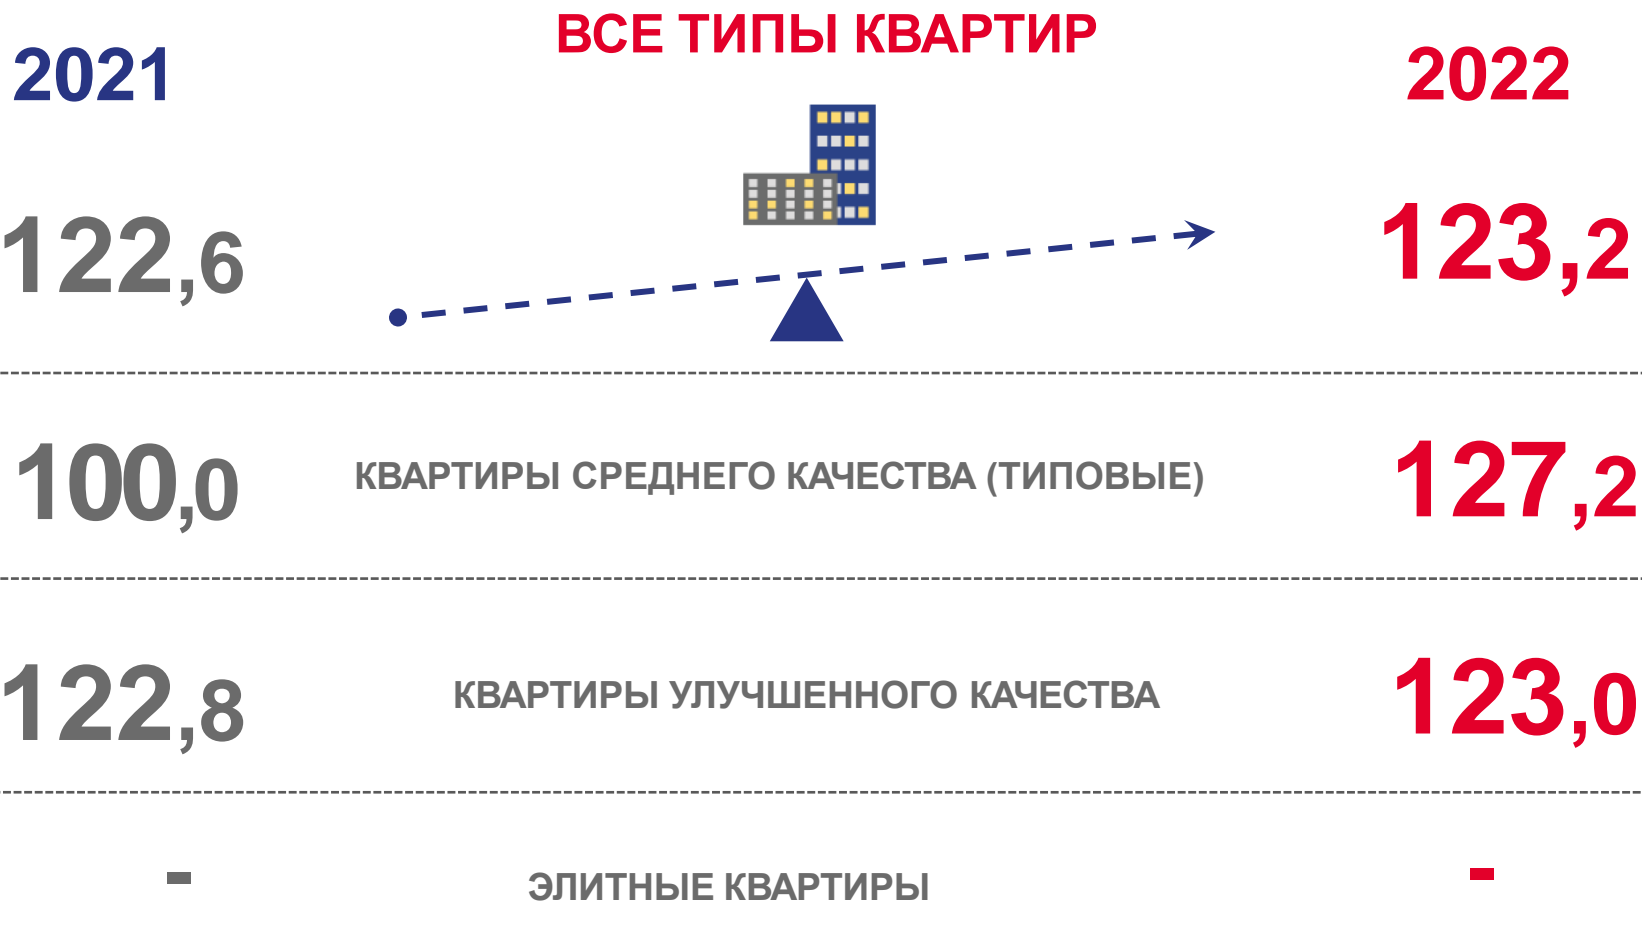 ВСЕ ТИПЫ КВАРТИР
2021 2022
122,6 123,2
100,0 КВАРТИРЫ СРЕДНЕГО КАЧЕСТВА (ТИПОВЫЕ) 127,2
122,8 КВАРТИРЫ УЛУЧШЕННОГО КАЧЕСТВА 123,0
- ЭЛИТНЫЕ КВАРТИРЫ -